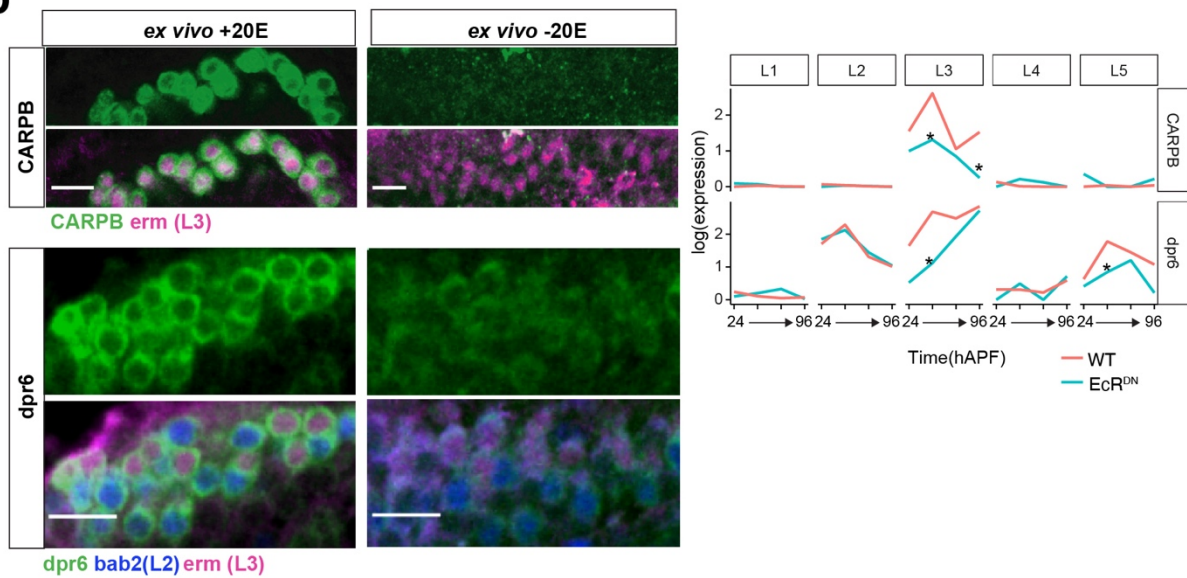 ex vivo +20E
ex vivo -20E
CARPB
CARPB erm (L3)
dpr6
dpr6 bab2(L2) erm (L3)
L1 L2 L3 L4 L5
log(expression)
2
1
0
CARPB
* *
2
1
0
dpr6
* *
24 96 24 96 24 96 24 96 24 96
Time(hAPF)
WT
EcRDN